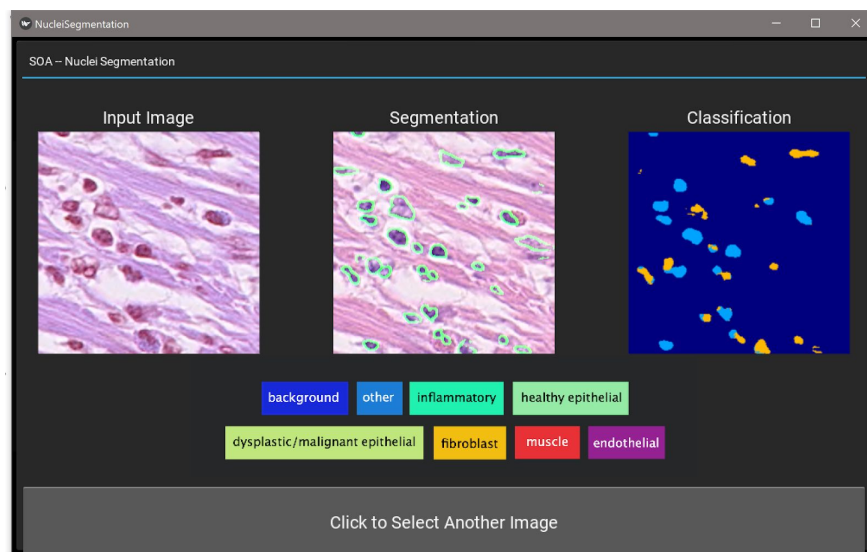 NucleiSegmentation
SOA – Nuclei Segmentation
Input Image
Segmentation
Classification
background
other
inflammatory
healthy epithelial
dysplastic/malignant epithelial
fibroblast
muscle
endothelial
Click to Select Another Image